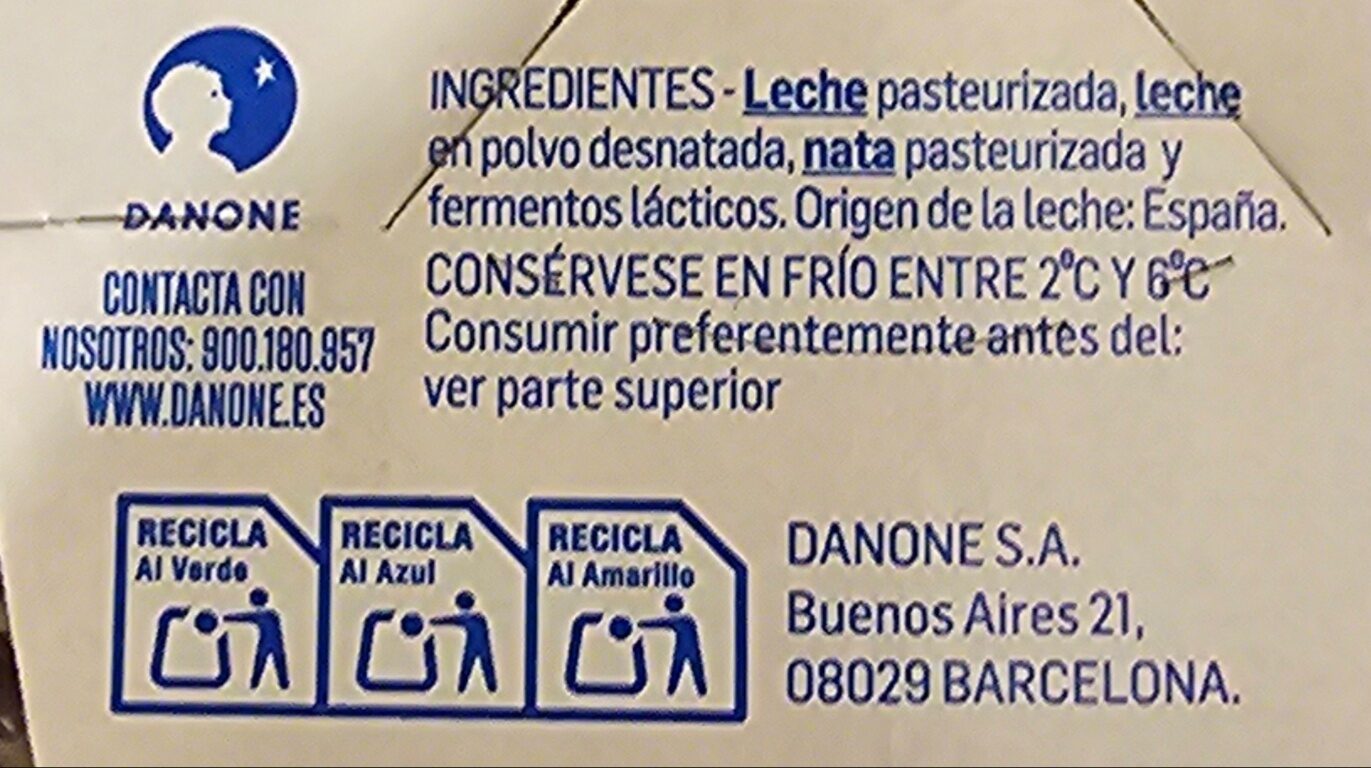 DANONE
CONTACTA CON
NOSOTROS: 900.180.957
WWW.DANONE.ES
INGREDIENTES - Leche pasteurizada, leche
en polvo desnatada, nata pasteurizada y
fermentos lácticos. Origen de la leche: España.
CONSÉRVESE EN FRÍO ENTRE 2ºC Y 6ºC
Consumir preferentemente antes del:
ver parte superior
RECICLA
Al Verde
RECICLA
Al Azul
RECICLA
Al Amarillo
DANONE S.A.
Buenos Aires 21,
08029 BARCELONA.